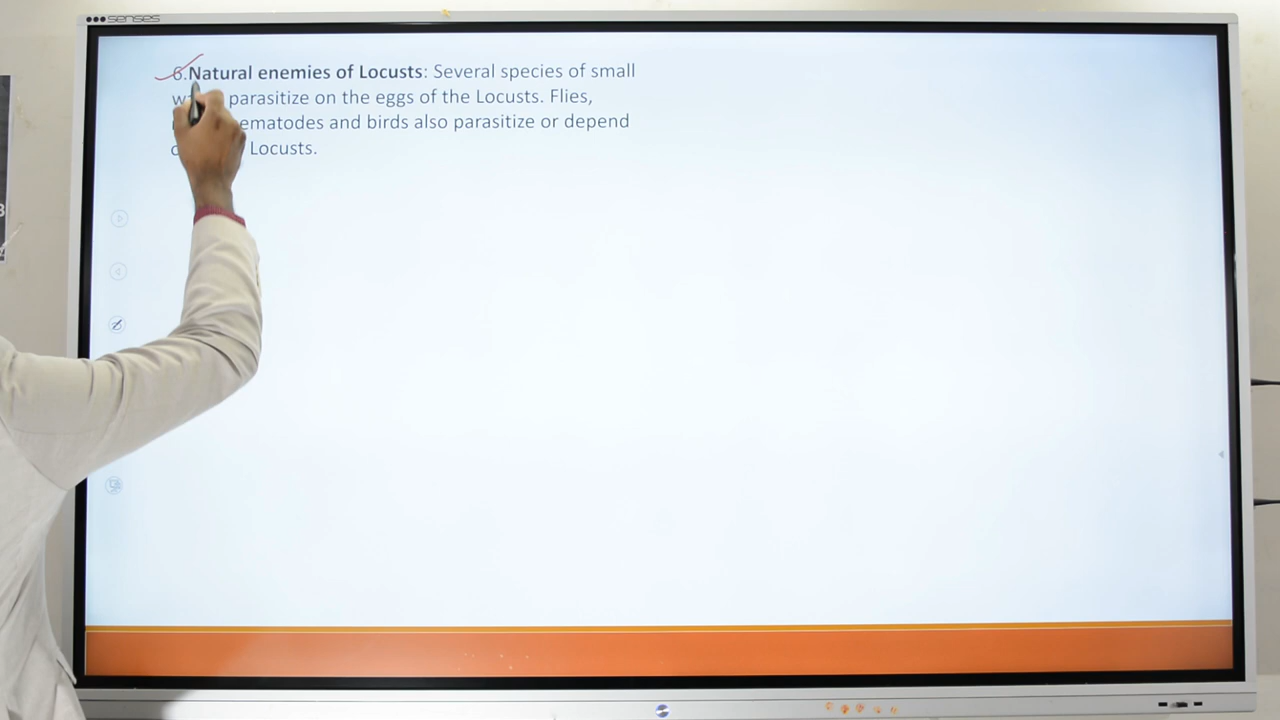 senses
6.Natural enemies of Locusts: Several species of small
parasitize on the eggs of the Locusts. Flies,
and birds also parasitize or depend
Locusts.